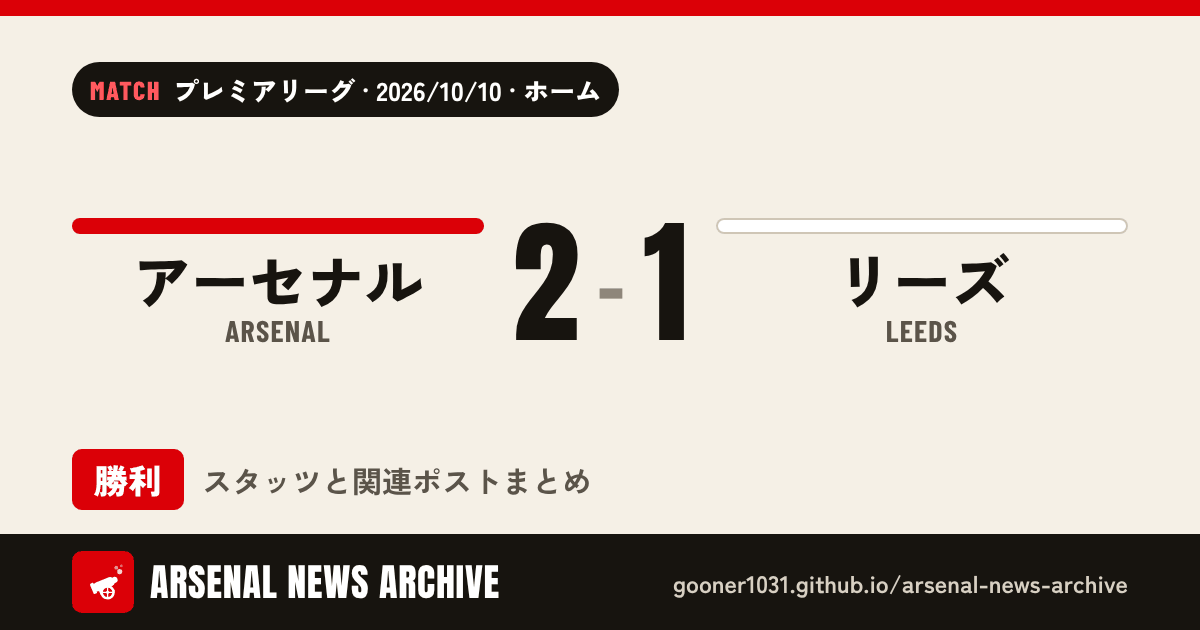 MATCH プレミアリーグ · 2026/10/10 · ホーム
アーセナル 2 - 1 リーズ
ARSENAL LEEDS
勝利 スタッツと関連ポストまとめ
ARSENAL NEWS ARCHIVE gooner1031.github.io/arsenal-news-archive